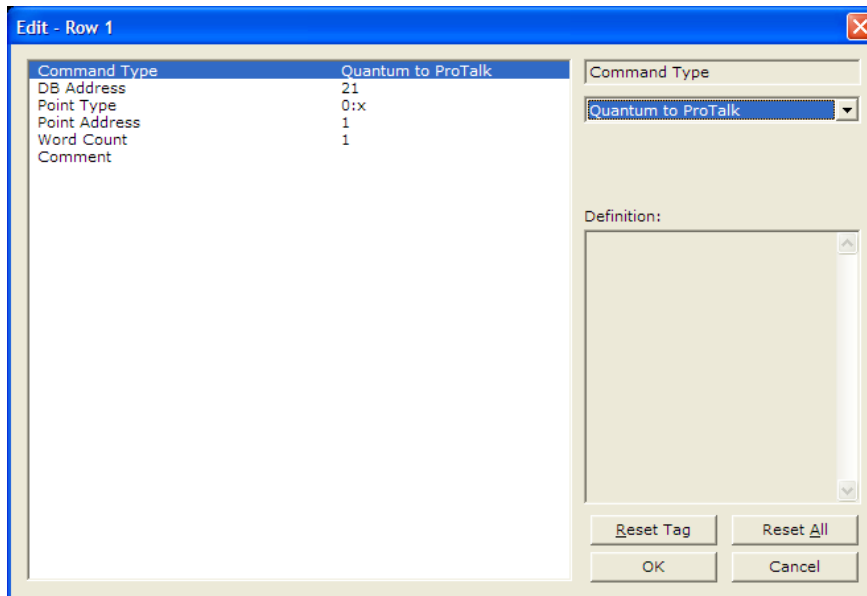 Edit - Row 1
Command Type Quantum to ProTalk
DB Address 21
Point Type 0:x
Point Address 1
Word Count 1
Comment
Command Type
Quantum to ProTalk
Definition:
Reset Tag Reset All
OK Cancel